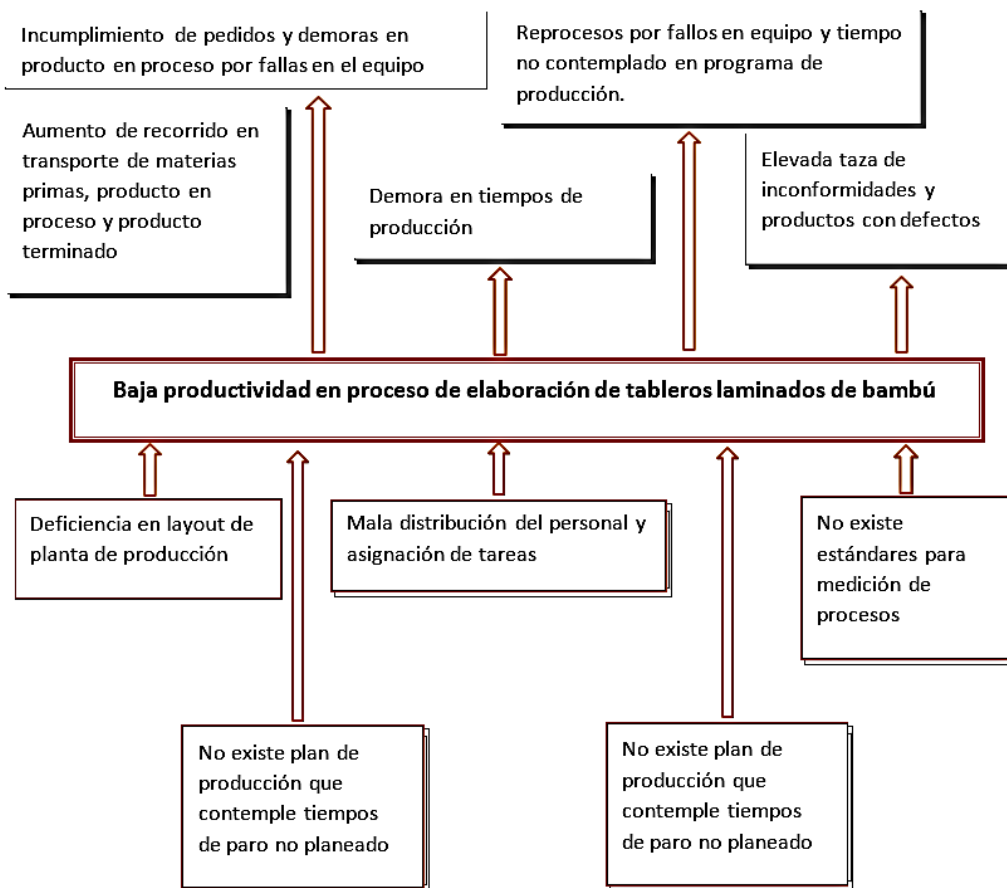 Incumplimiento de pedidos y demoras en
producto en proceso por fallas en el equipo
Reprocesos por fallos en equipo y tiempo
no contemplado en programa de
producción.
Aumento de recorrido en
transporte de materias
primas, producto en
proceso y producto
terminado
Demora en tiempos de
producción
Elevada taza de
inconformidades y
productos con defectos
Baja productividad en proceso de elaboración de tableros laminados de bambú
Deficiencia en layout de
planta de producción
Mala distribución del personal y
asignación de tareas
No existe
estándares para
medición de
procesos
No existe plan de
producción que
contemple tiempos
de paro no planeado
No existe plan de
producción que
contemple tiempos
de paro no planeado